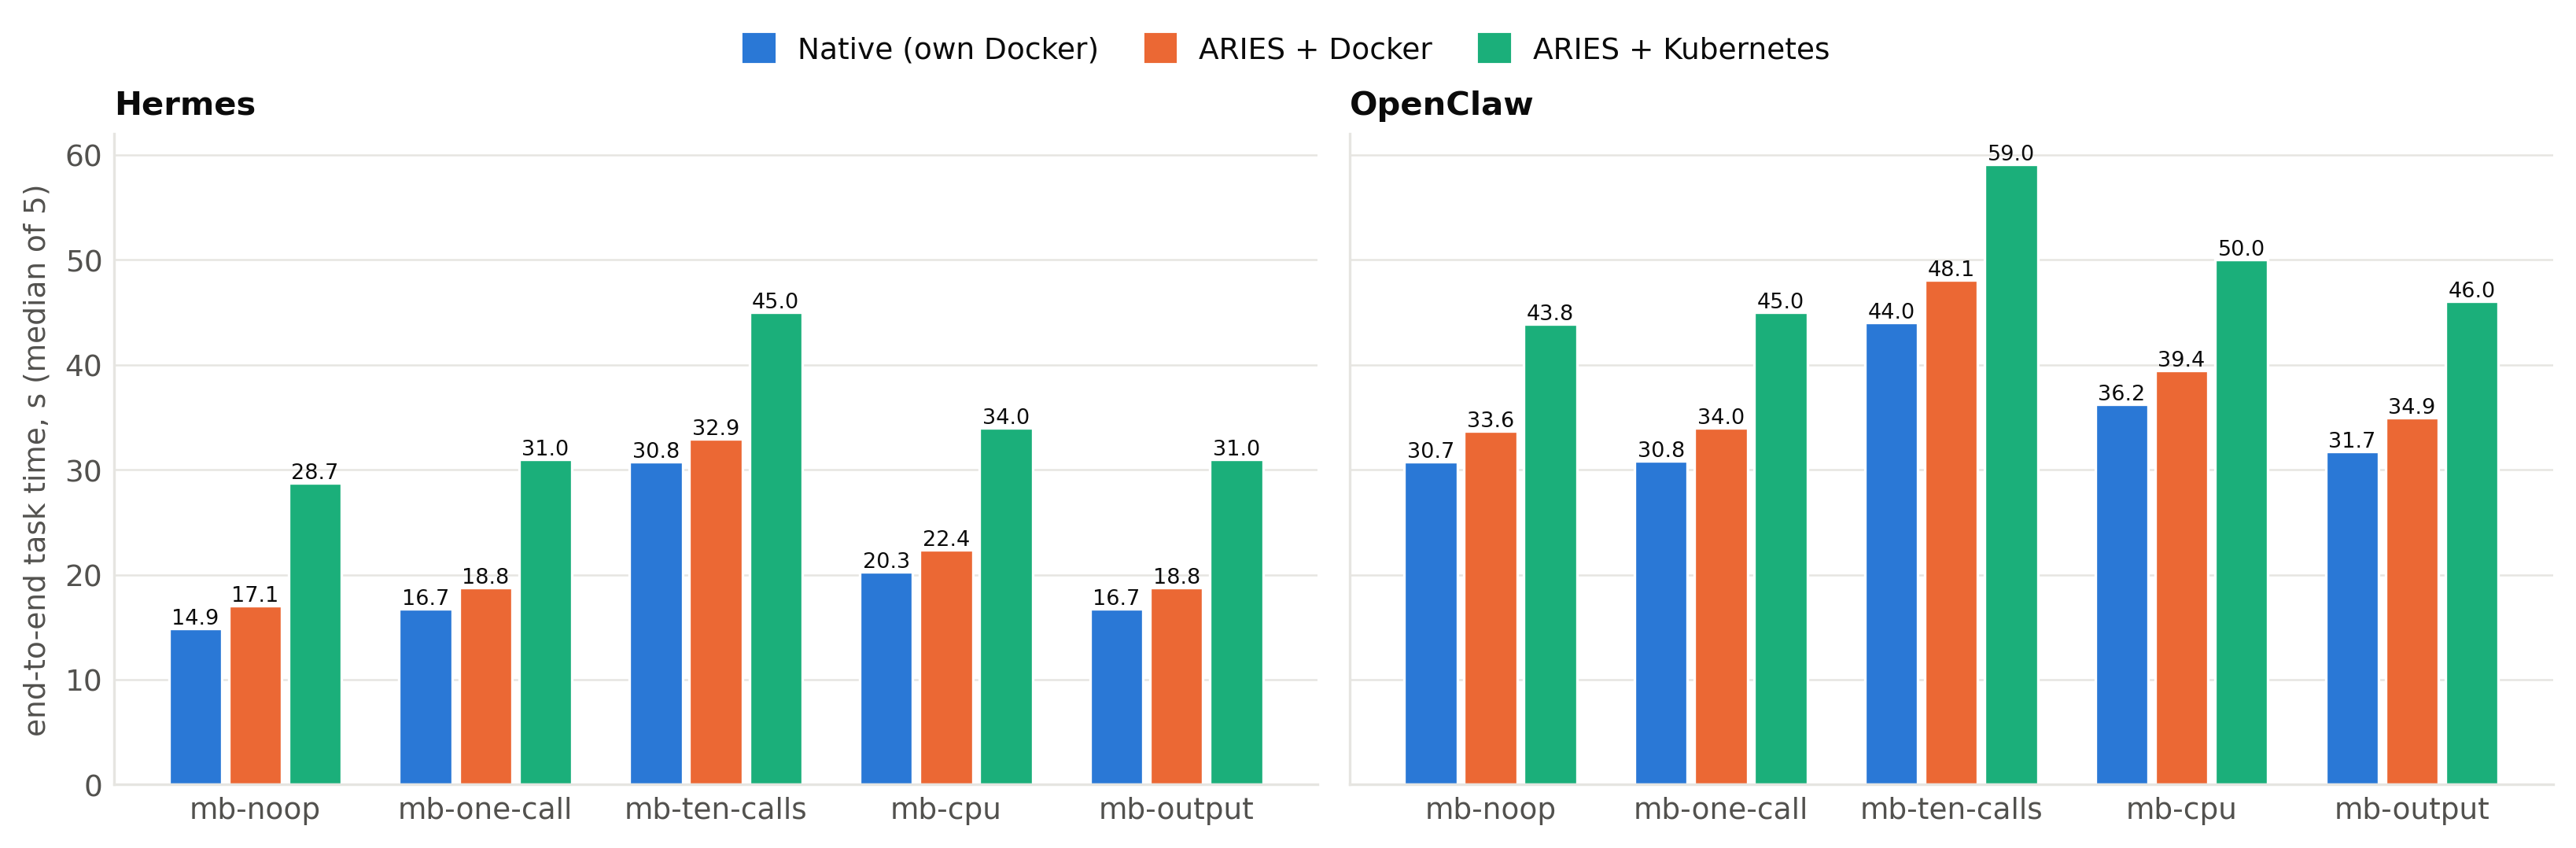 Native (own Docker) ARIES + Docker ARIES + Kubernetes
Hermes
end-to-end task time, s (median of 5)
60
50
40
30
20
10
0
14.9 17.1 28.7
16.7 18.8 31.0
30.8 32.9 45.0
20.3 22.4 34.0
16.7 18.8 31.0
mb-noop mb-one-call mb-ten-calls mb-cpu mb-output
OpenClaw
30.7 33.6 43.8
30.8 34.0 45.0
44.0 48.1 59.0
36.2 39.4 50.0
31.7 34.9 46.0
mb-noop mb-one-call mb-ten-calls mb-cpu mb-output